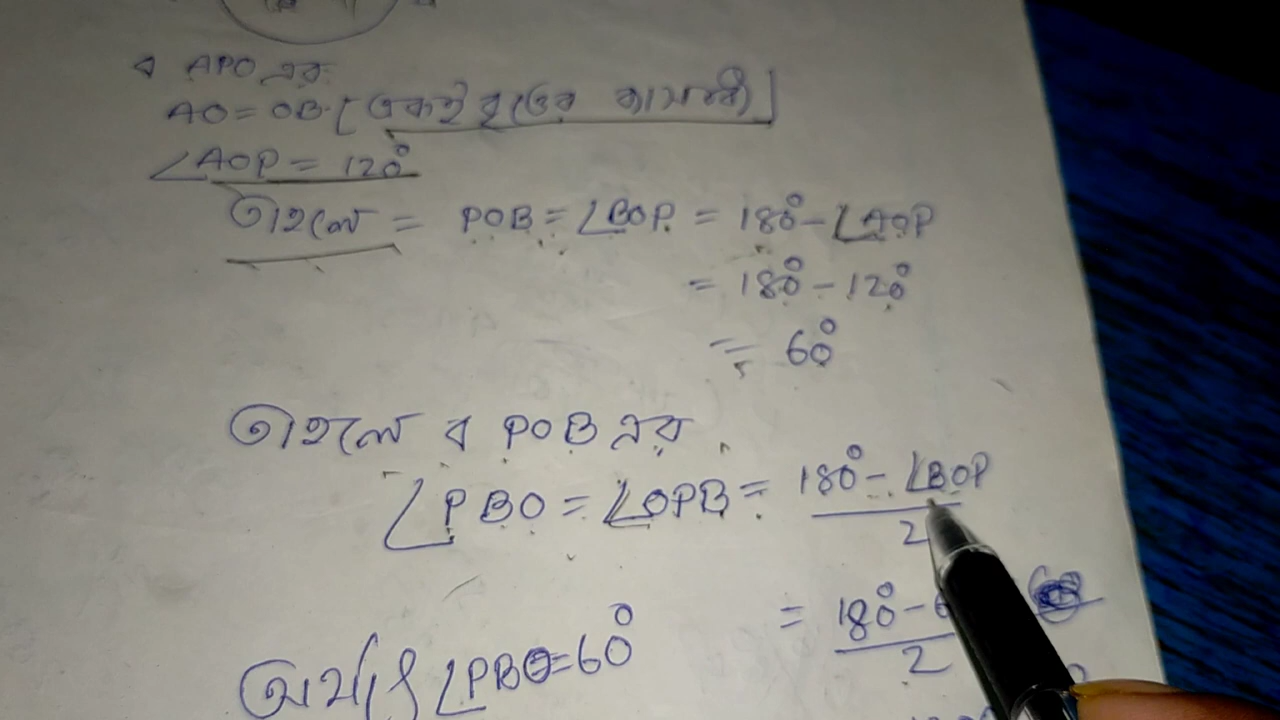 ব APO এর
AO = OB [একই বৃত্তের ব্যাসার্ধ]
∠AOP = 120°
তাহলে = POB = ∠BOP = 180° - ∠AOP
= 180° - 120°
= 60°
তাহলে ব POB এর
∠PBO = ∠OPB = 180° - ∠BOP
2
= 180° - 6
2
অর্থাৎ ∠PBO = 60°